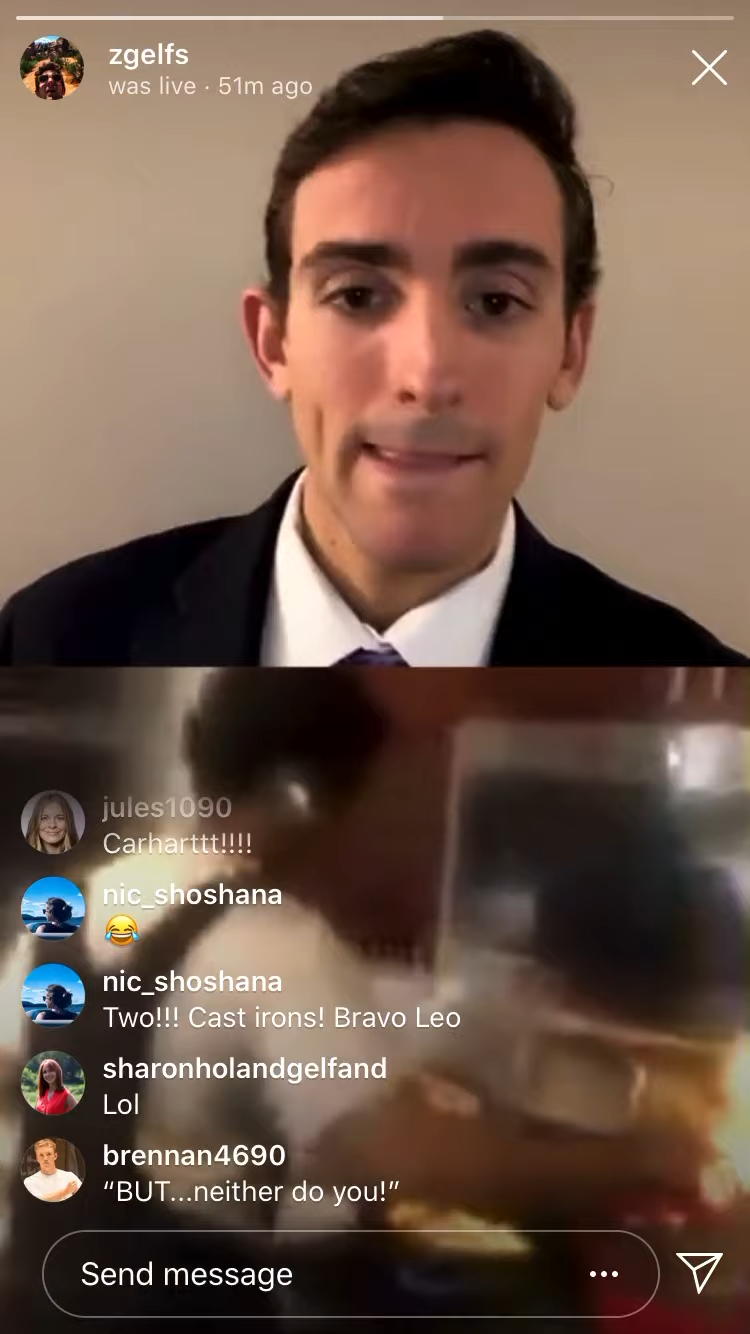 zgelfs
was live · 51m ago
jules1090
Carharttt!!!!
nic_shoshana
😂
nic_shoshana
Two!!! Cast irons! Bravo Leo
sharonholandgelfand
Lol
brennan4690
“BUT...neither do you!”
Send message